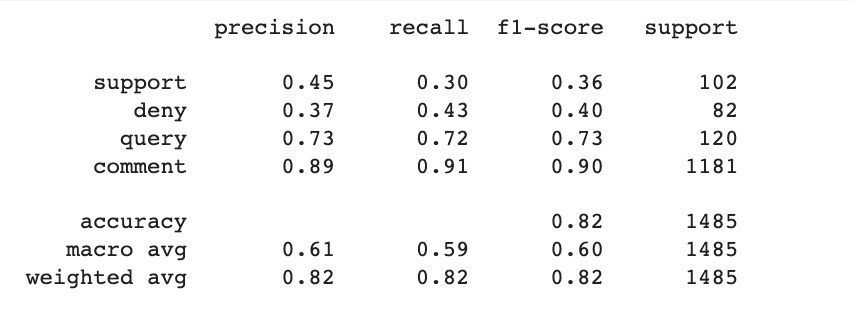 precision recall f1-score support
support 0.45 0.30 0.36 102
deny 0.37 0.43 0.40 82
query 0.73 0.72 0.73 120
comment 0.89 0.91 0.90 1181
accuracy 0.82 1485
macro avg 0.61 0.59 0.60 1485
weighted avg 0.82 0.82 0.82 1485